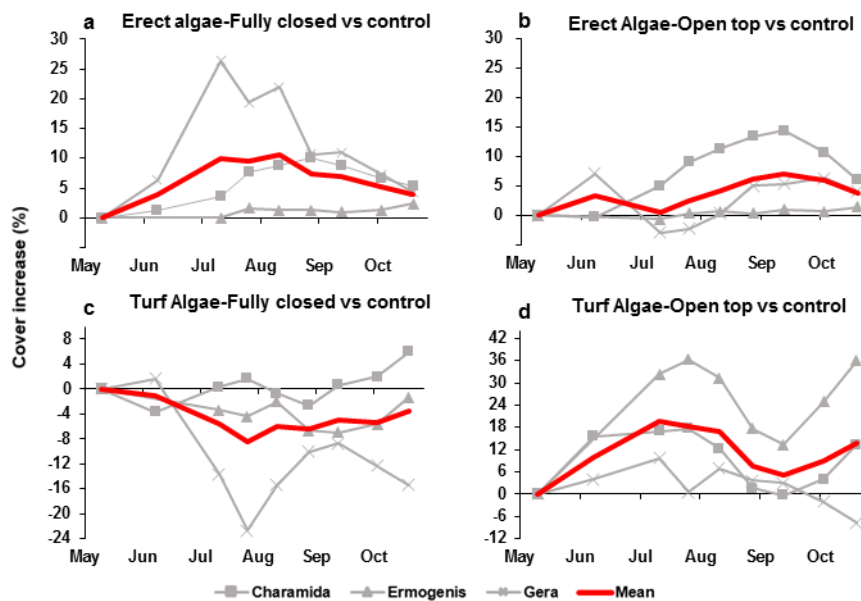 a
Erect algae-Fully closed vs control
30
25
20
15
10
5
0
May Jun Jul Aug Sep Oct
b
Erect Algae-Open top vs control
30
25
20
15
10
5
0
May Jun Jul Aug Sep Oct
Cover increase (%)
c
Turf Algae-Fully closed vs control
8
4
0
-4
-8
-12
-16
-20
-24
May Jun Jul Aug Sep Oct
d
Turf Algae-Open top vs control
42
36
30
24
18
12
6
0
-6
-12
May Jun Jul Aug Sep Oct
Charamida Ermogenis Gera Mean